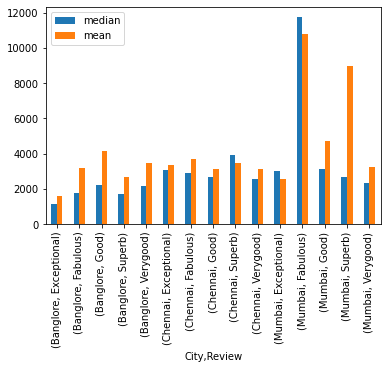 median
mean
12000
10000
8000
6000
4000
2000
0
(Banglore, Exceptional)
(Banglore, Fabulous)
(Banglore, Good)
(Banglore, Superb)
(Banglore, Verygood)
(Chennai, Exceptional)
(Chennai, Fabulous)
(Chennai, Good)
(Chennai, Superb)
(Chennai, Verygood)
(Mumbai, Exceptional)
(Mumbai, Fabulous)
(Mumbai, Good)
(Mumbai, Superb)
(Mumbai, Verygood)
City,Review